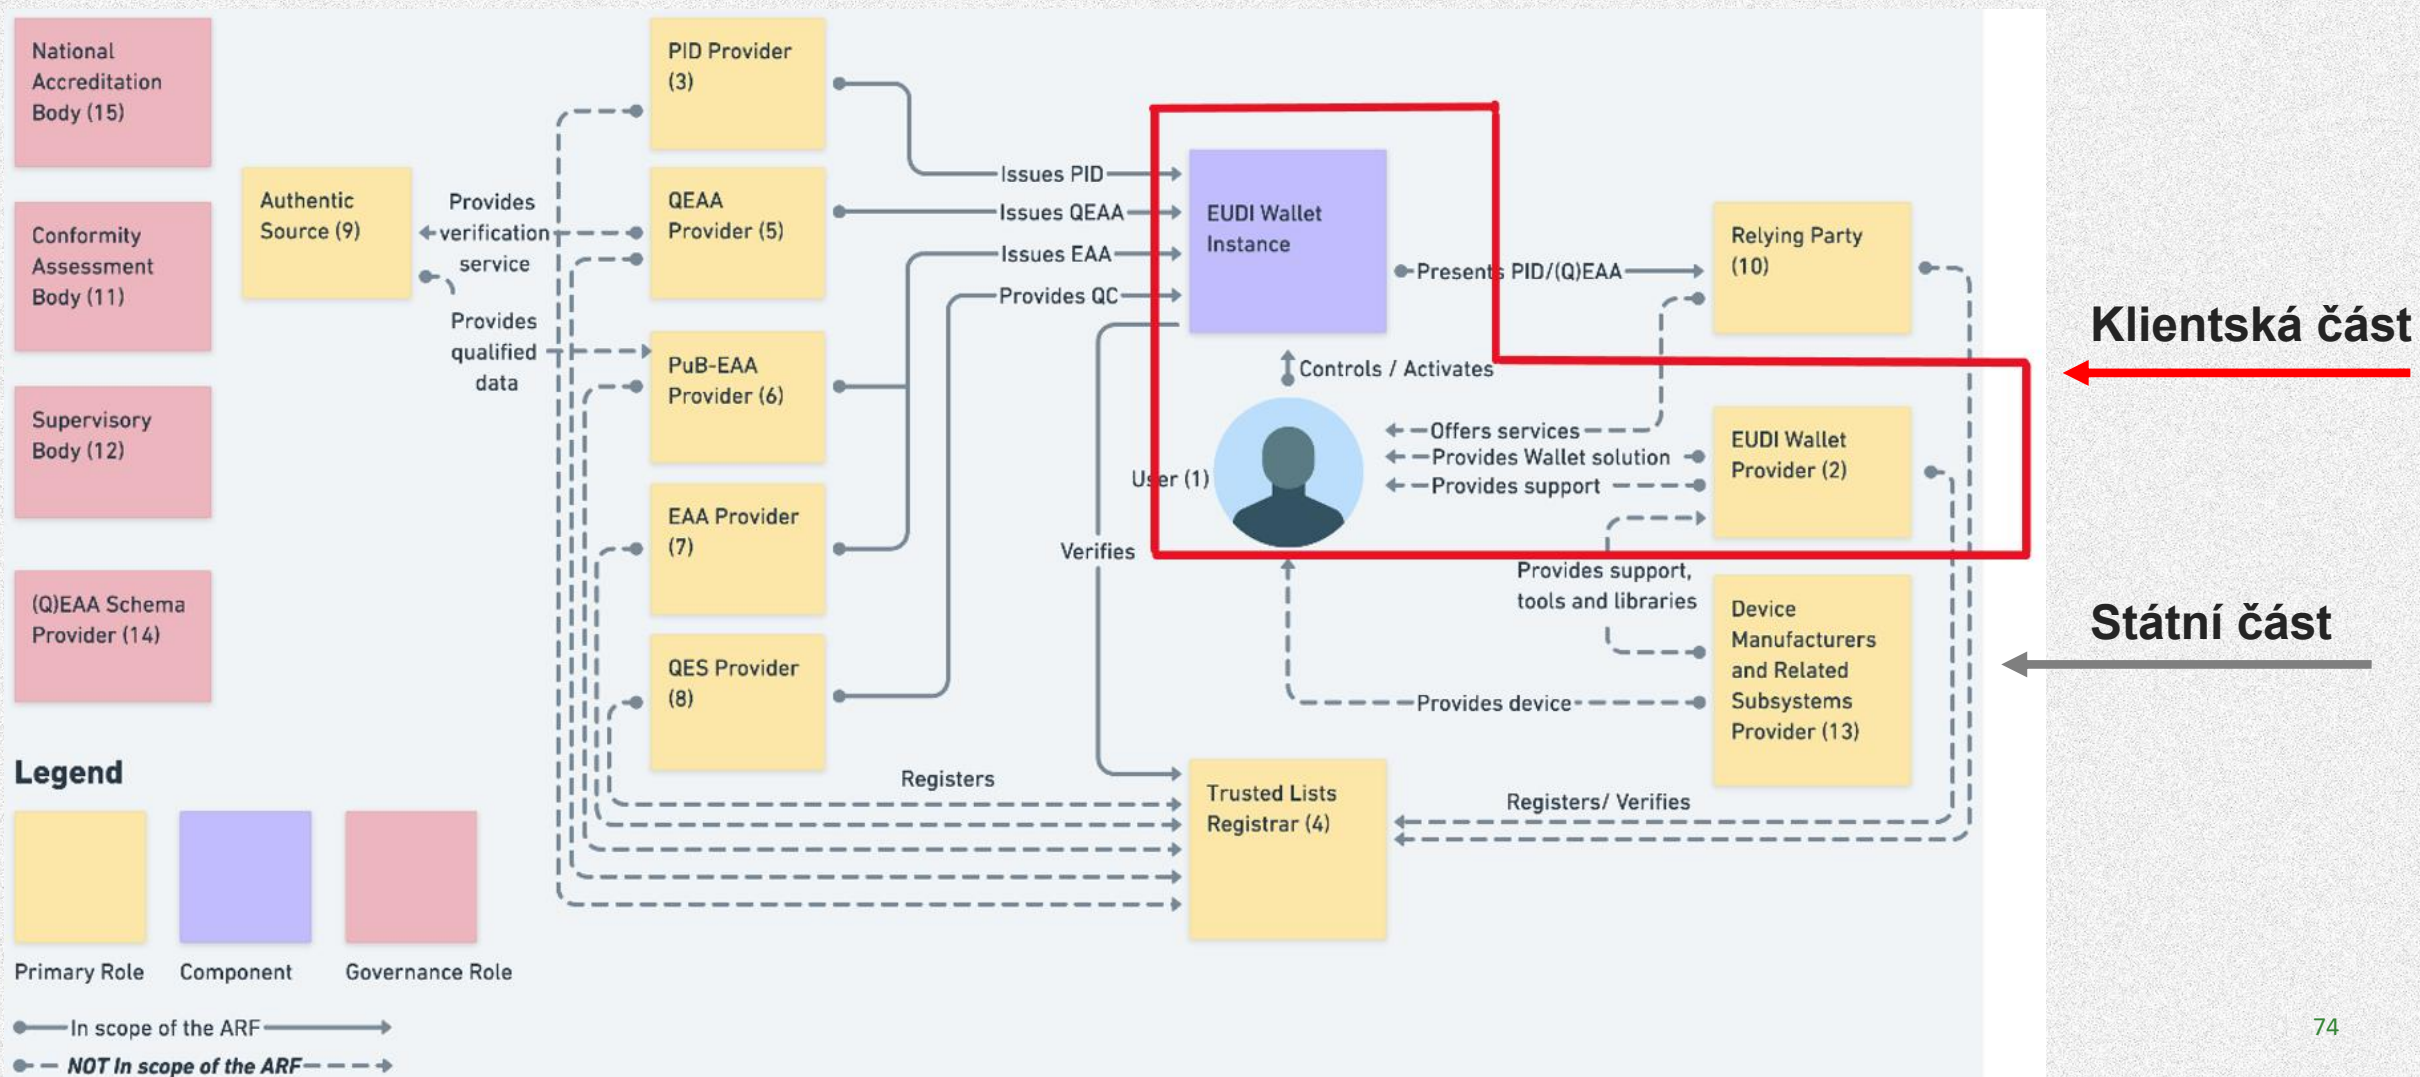 National
Accreditation
Body (15)
Conformity
Assessment
Body (11)
Supervisory
Body (12)
(Q)EAA Schema
Provider (14)
Authentic
Source (9)
Provides
verification
service
Provides
qualified
data
PID Provider
(3)
QEAA
Provider (5)
PuB-EAA
Provider (6)
EAA Provider
(7)
QES Provider
(8)
Issues PID
Issues QEAA
Issues EAA
Provides QC
EUDI Wallet
Instance
Presents PID/(Q)EAA
Relying Party
(10)
Controls / Activates
User (1)
Offers services
Provides Wallet solution
Provides support
EUDI Wallet
Provider (2)
Verifies
Provides support,
tools and libraries
Device
Manufacturers
and Related
Subsystems
Provider (13)
Provides device
Registers
Trusted Lists
Registrar (4)
Registers/ Verifies
Klientská část
Státní část
Legend
Primary Role
Component
Governance Role
In scope of the ARF
NOT In scope of the ARF
74